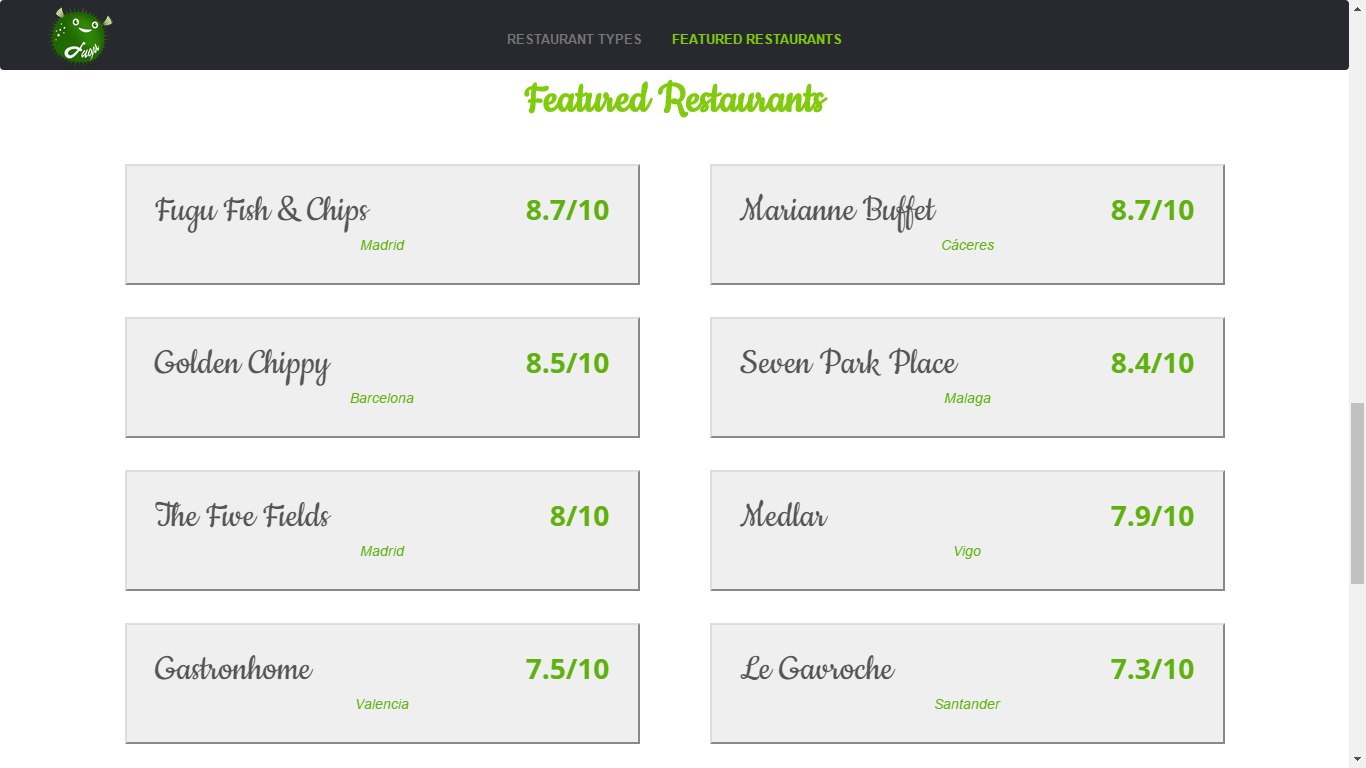 Fugu
RESTAURANT TYPES FEATURED RESTAURANTS
Featured Restaurants
Fugu Fish & Chips 8.7/10
Madrid
Marianne Buffet 8.7/10
Cáceres
Golden Chippy 8.5/10
Barcelona
Seven Park Place 8.4/10
Malaga
The Five Fields 8/10
Madrid
Medlar 7.9/10
Vigo
Gastronhome 7.5/10
Valencia
Le Gavroche 7.3/10
Santander